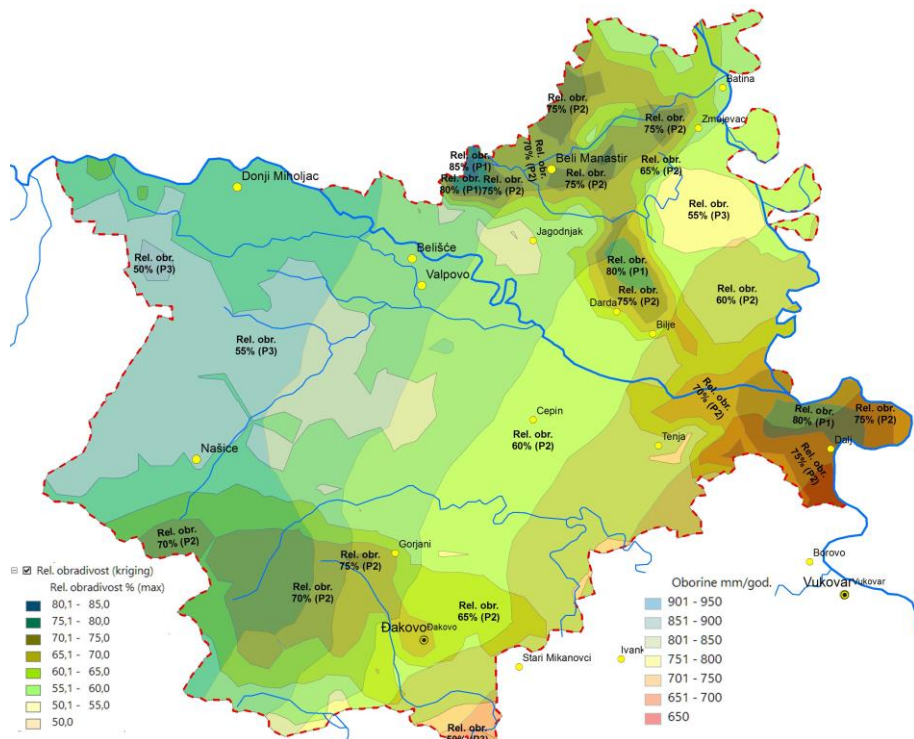 Batina
Rel. obr.
75% (P2)
Rel. obr.
75% (P2)
Zmajevac
Rel. obr.
85% (P1)
Rel. obr.
70% (P2)
Beli Manastir
Rel. obr.
65% (P2)
Rel. obr.
80% (P1)
Rel. obr.
75% (P2)
Rel. obr.
75% (P2)
Donji Miholjac
Rel. obr.
55% (P3)
Jagodnjak
Belišće
Rel. obr.
50% (P3)
Rel. obr.
80% (P1)
Valpovo
Rel. obr.
75% (P2)
Rel. obr.
60% (P2)
Darda
Bilje
Rel. obr.
55% (P3)
Rel. obr.
70% (P2)
Cepin
Rel. obr.
80% (P1)
Rel. obr.
75% (P2)
Rel. obr.
60% (P2)
Tenja
Dalj
Našice
Rel. obr.
75% (P2)
Rel. obr.
70% (P2)
Gorjani
Rel. obr.
75% (P2)
Borovo
Rel. obr. obradivost (kriging)
Rel. obradivost % (max)
80,1 - 85,0
75,1 - 80,0
70,1 - 75,0
65,1 - 70,0
60,1 - 65,0
55,1 - 60,0
50,1 - 55,0
50,0
Rel. obr.
70% (P2)
Rel. obr.
65% (P2)
Đakovo
Đakovo
Vukovar
Vukovar
Oborine mm/god.
901 - 950
851 - 900
801 - 850
751 - 800
701 - 750
651 - 700
650
Stari Mikanovci
Ivank